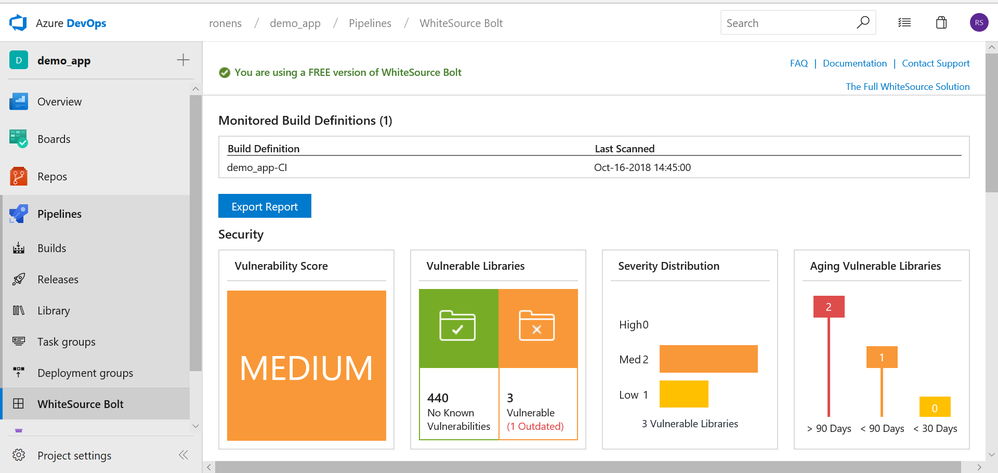 Azure DevOps
ronens / demo_app / Pipelines / WhiteSource Bolt
Search
RS
D demo_app
Overview
Boards
Repos
Pipelines
Builds
Releases
Library
Task groups
Deployment groups
WhiteSource Bolt
Project settings
You are using a FREE version of WhiteSource Bolt
FAQ | Documentation | Contact Support
The Full WhiteSource Solution
Monitored Build Definitions (1)
Build Definition Last Scanned
demo_app-CI Oct-16-2018 14:45:00
Export Report
Security
Vulnerability Score
MEDIUM
Vulnerable Libraries
440
No Known
Vulnerabilities
3
Vulnerable
(1 Outdated)
Severity Distribution
High 0
Med 2
Low 1
3 Vulnerable Libraries
Aging Vulnerable Libraries
2
1
0
> 90 Days < 90 Days < 30 Days